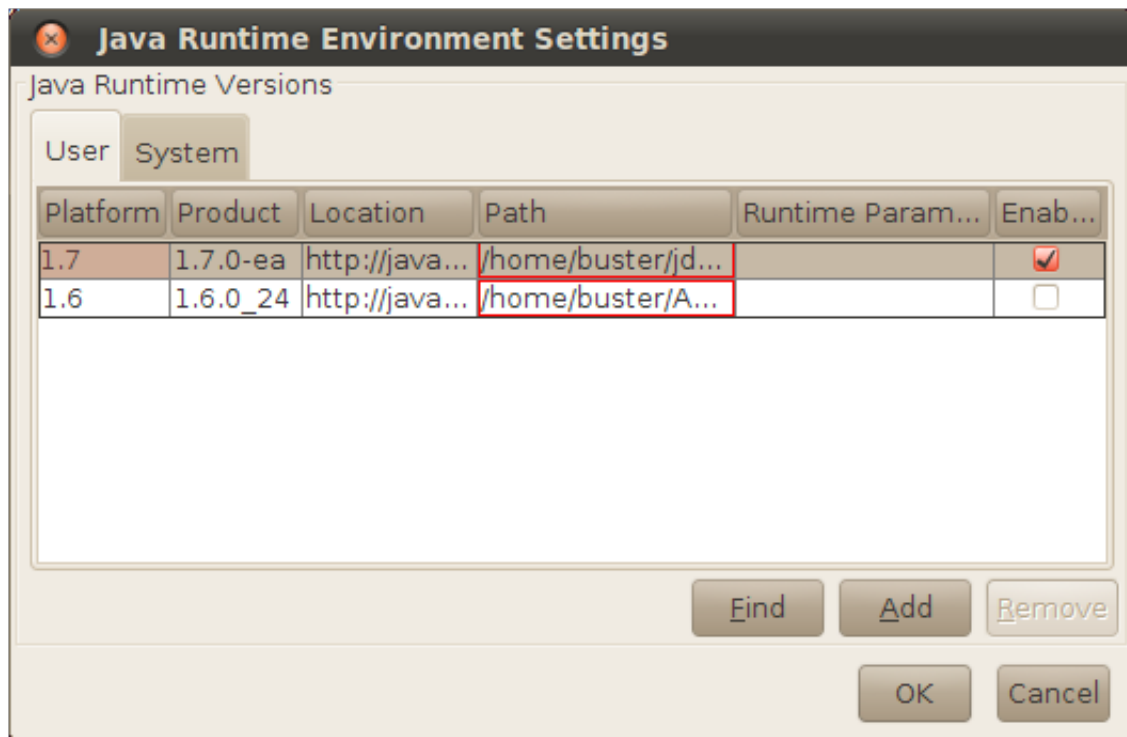 Java Runtime Environment Settings
Java Runtime Versions
User System
Platform Product Location Path Runtime Param... Enab...
1.7 1.7.0-ea http://java... /home/buster/jd...
1.6 1.6.0_24 http://java... /home/buster/A...
Find Add Remove
OK Cancel